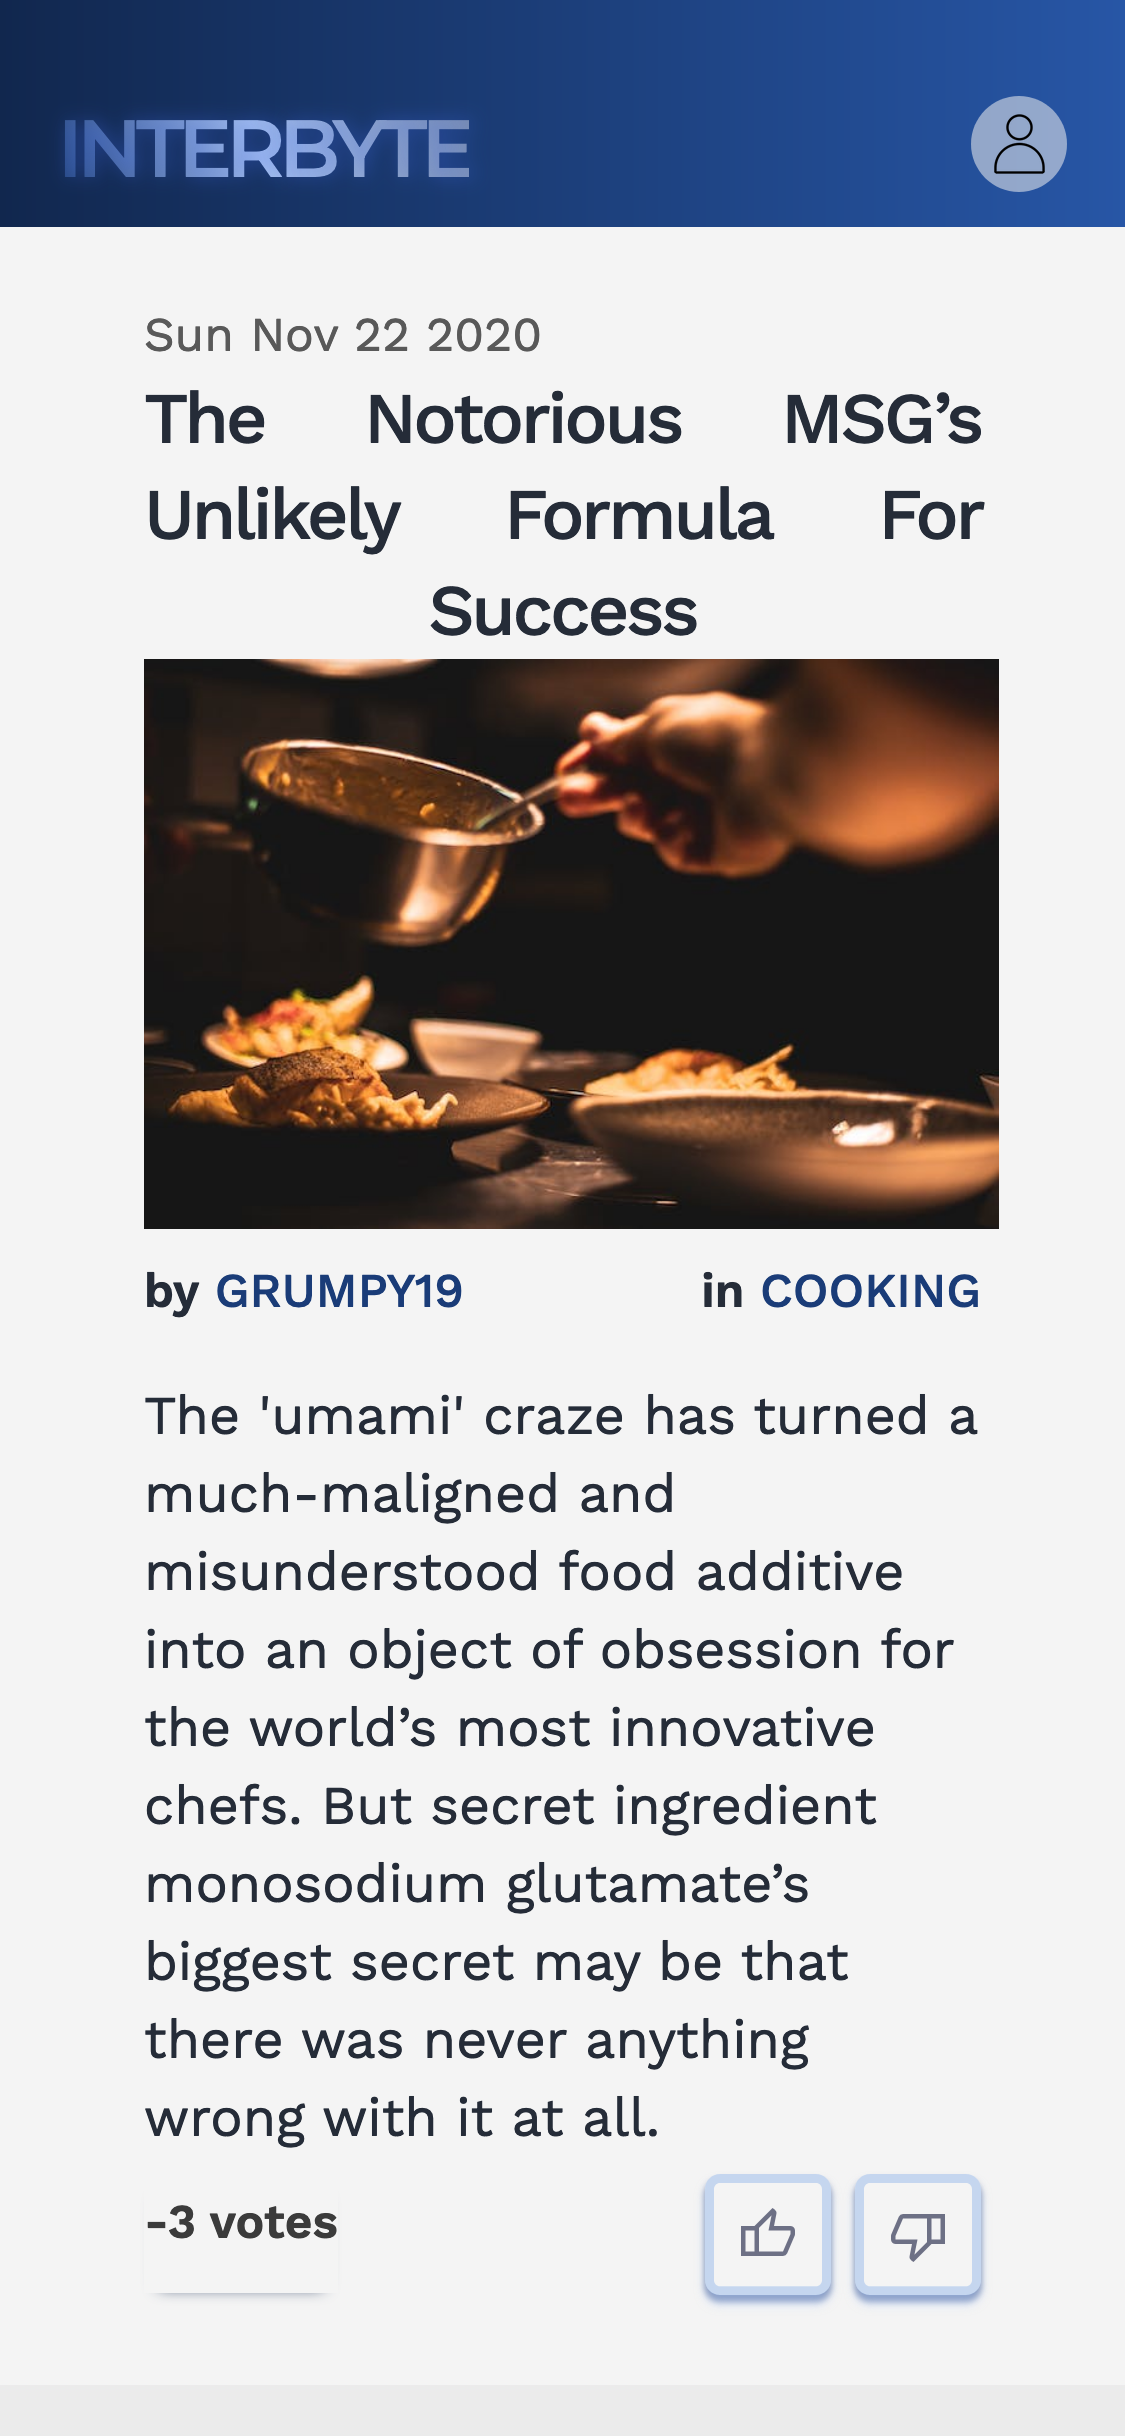 INTERBYTE
Sun Nov 22 2020
The Notorious MSG’s
Unlikely Formula For
Success
by GRUMPY19 in COOKING
The 'umami' craze has turned a
much-maligned and
misunderstood food additive
into an object of obsession for
the world’s most innovative
chefs. But secret ingredient
monosodium glutamate’s
biggest secret may be that
there was never anything
wrong with it at all.
-3 votes